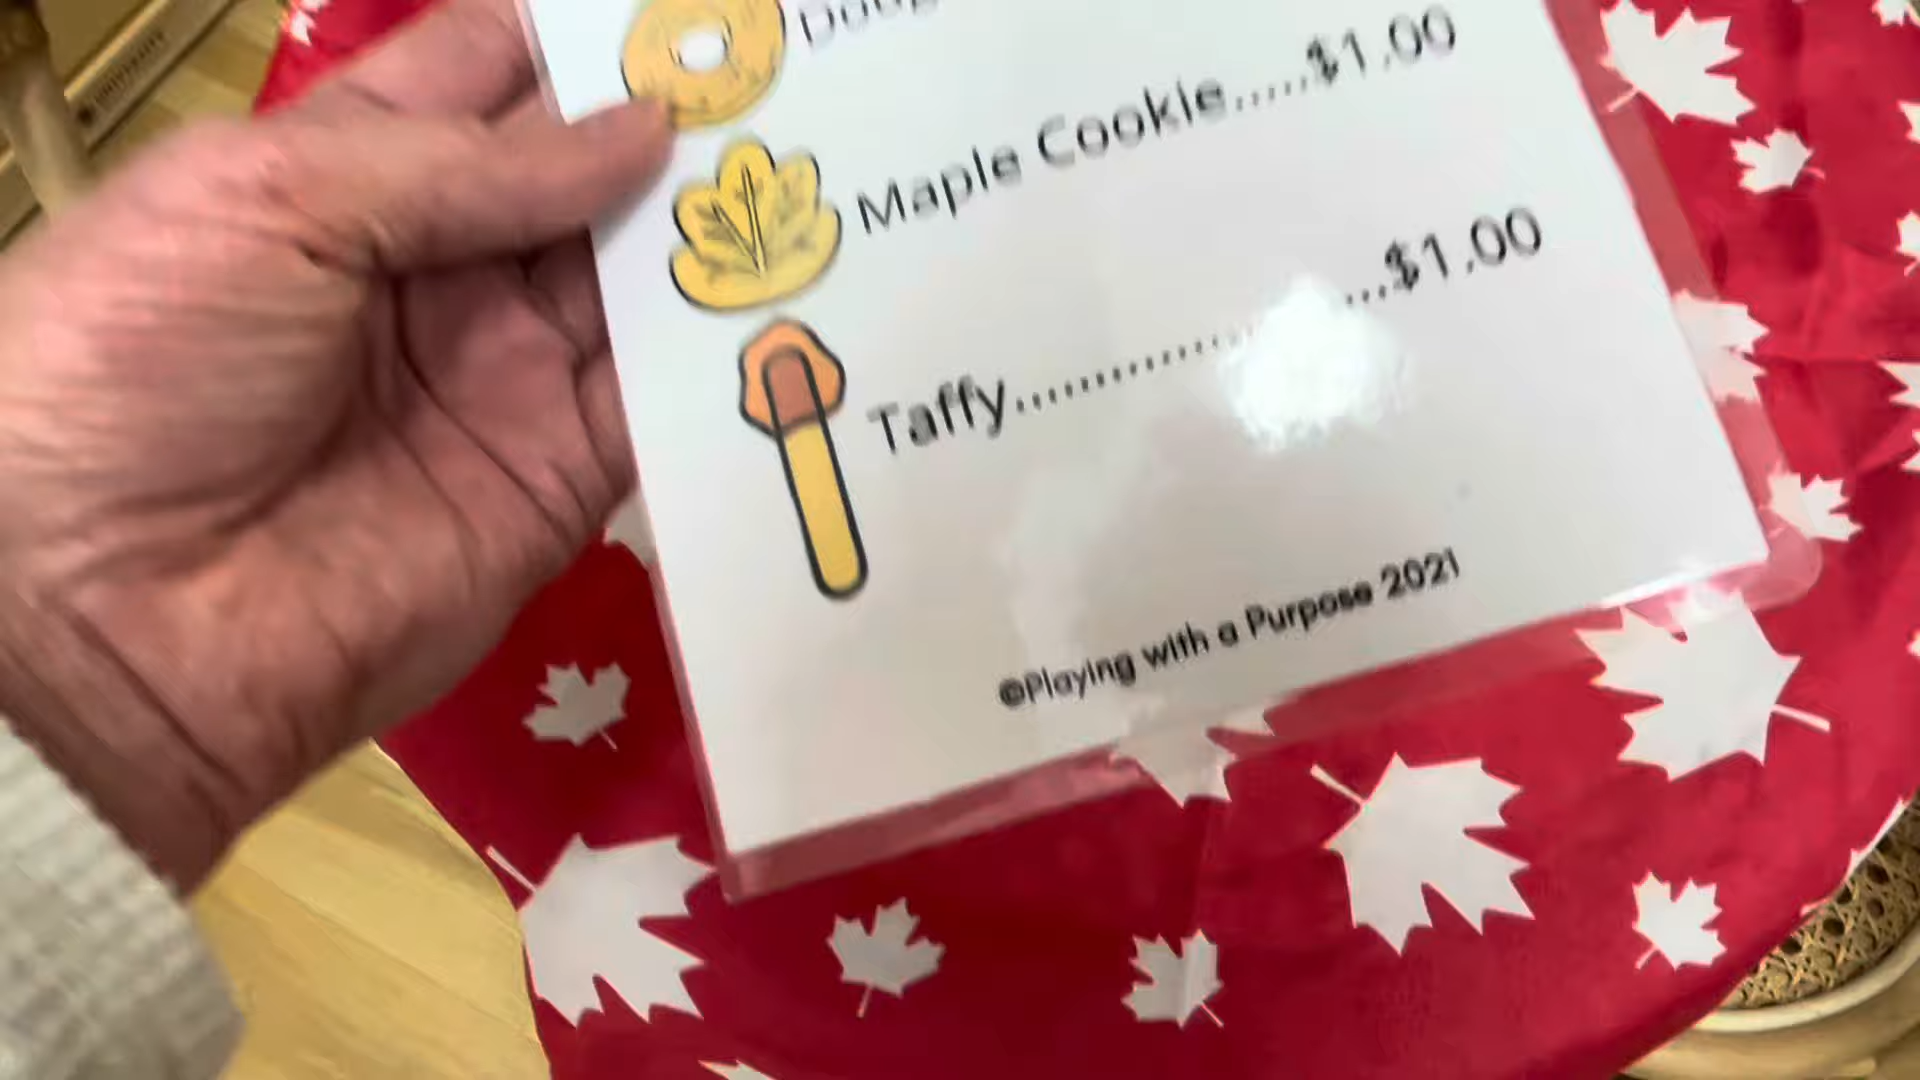 Maple Cookie.....$1.00
Taffy......................$1.00
©Playing with a Purpose 2021